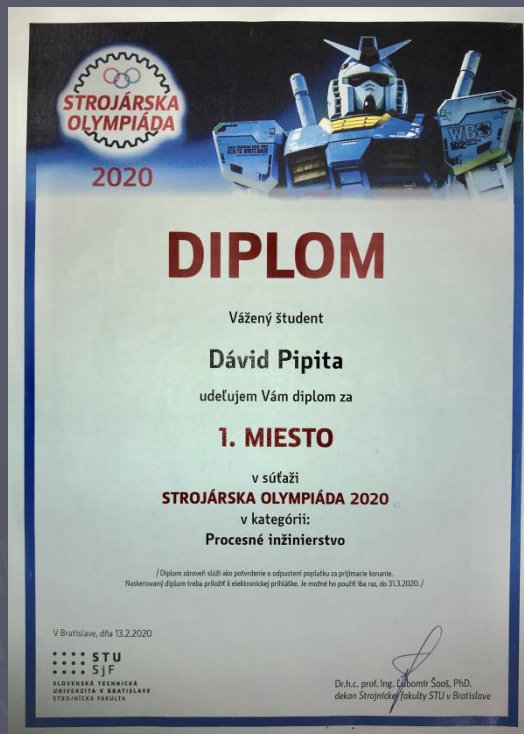 STROJÁRSKA
OLYMPIÁDA
2020
WB
102
DIPLOM
Vážený študent
Dávid Pipita
udeľujem Vám diplom za
1. MIESTO
v súťaži
STROJÁRSKA OLYMPIÁDA 2020
v kategórii:
Procesné inžinierstvo
/ Diplom zároveň slúži ako potvrdenie o odpustení poplatku za prijímacie konanie.
Naskenovaný diplom treba priložiť k elektronickej prihláške. Je možné ho použiť iba raz, do 31.3.2020. /
V Bratislave, dňa 13.2.2020
STU
SjF
SLOVENSKÁ TECHNICKÁ
UNIVERZITA V BRATISLAVE
STROJNÍCKA FAKULTA
Dr.h.c. prof. Ing. Ľubomír Šooš, PhD.
dekan Strojníckej fakulty STU v Bratislave